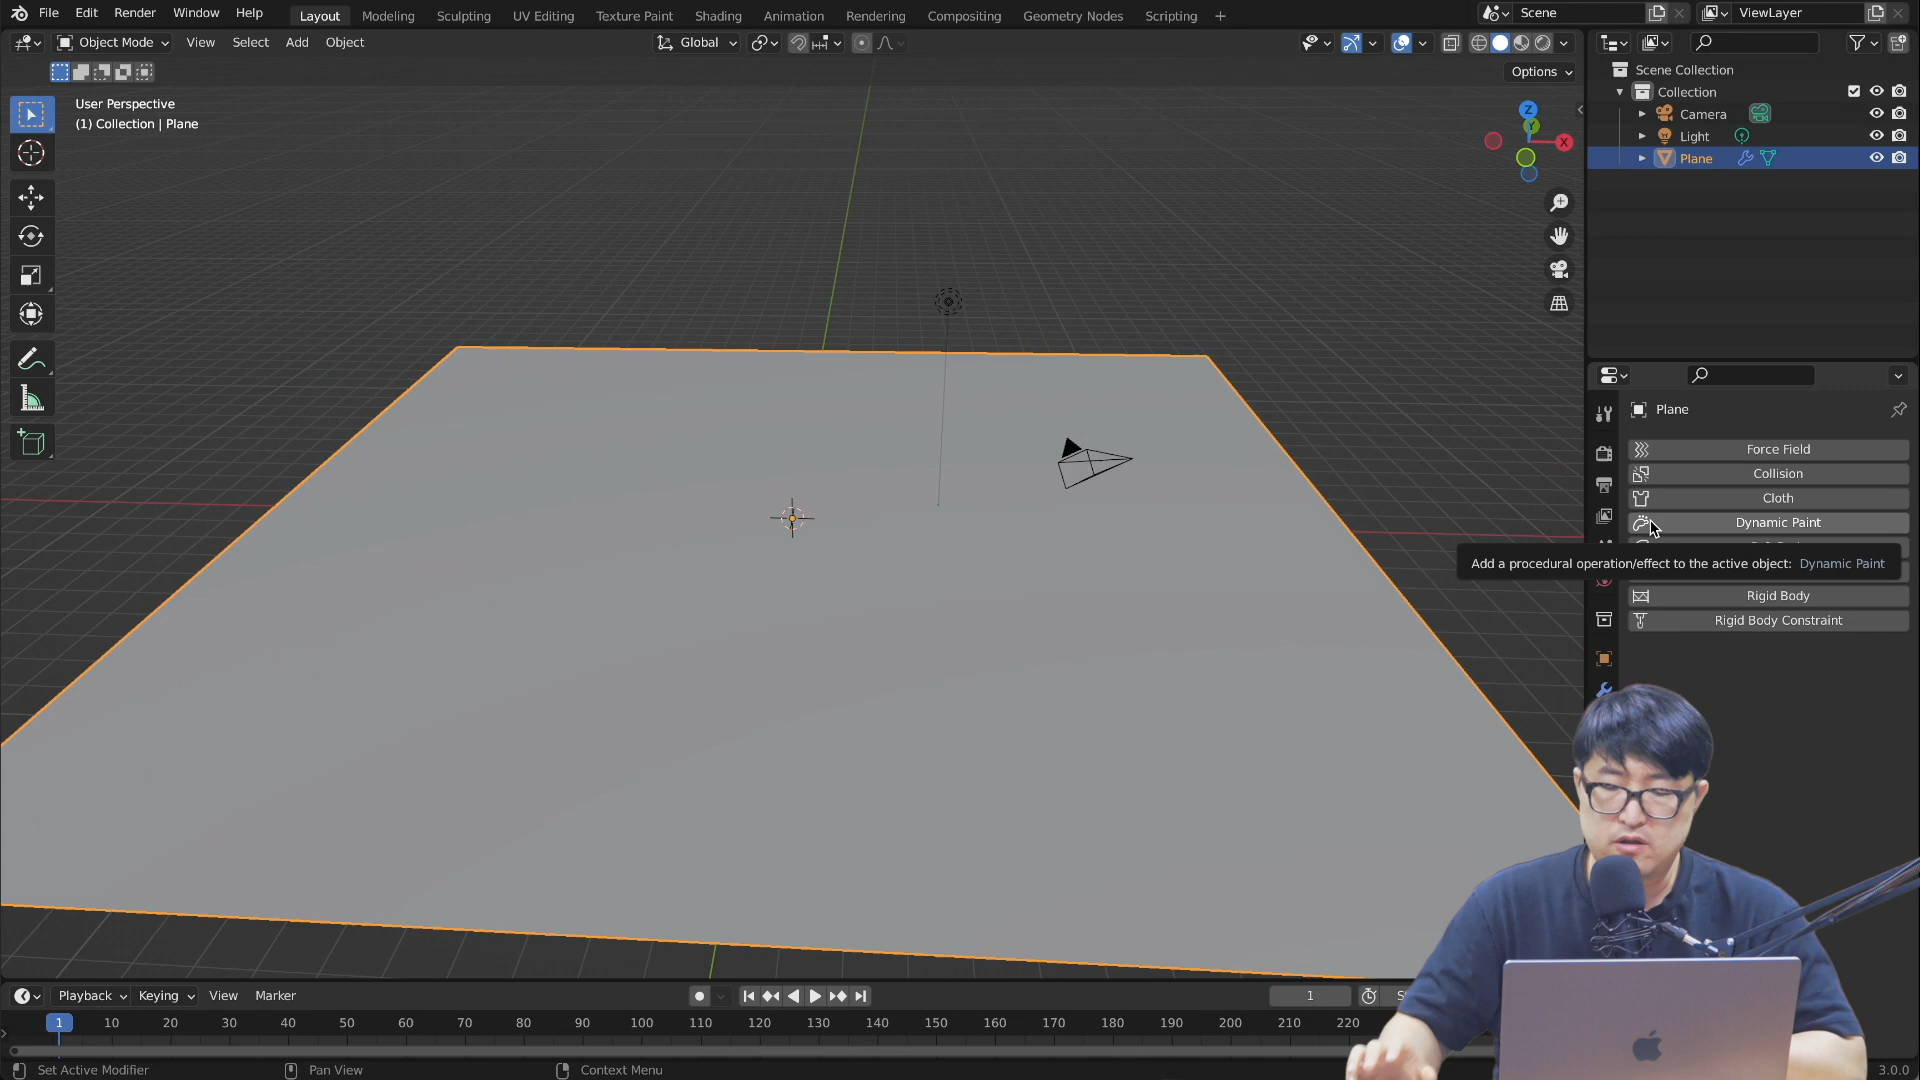 File Edit Render Window Help Layout Modeling Sculpting UV Editing Texture Paint Shading Animation Rendering Compositing Geometry Nodes Scripting Scene ViewLayer
Object Mode View Select Add Object Global
Options
User Perspective
(1) Collection | Plane
Z
Y
X
Scene Collection
Collection
Camera
Light
Plane
Plane
Force Field
Collision
Cloth
Dynamic Paint
Add a procedural operation/effect to the active object: Dynamic Paint
Rigid Body
Rigid Body Constraint
Playback Keying View Marker 1
1 10 20 30 40 50 60 70 80 90 100 110 120 130 140 150 160 170 180 190 200 210 220
Set Active Modifier Pan View Context Menu 3.0.0